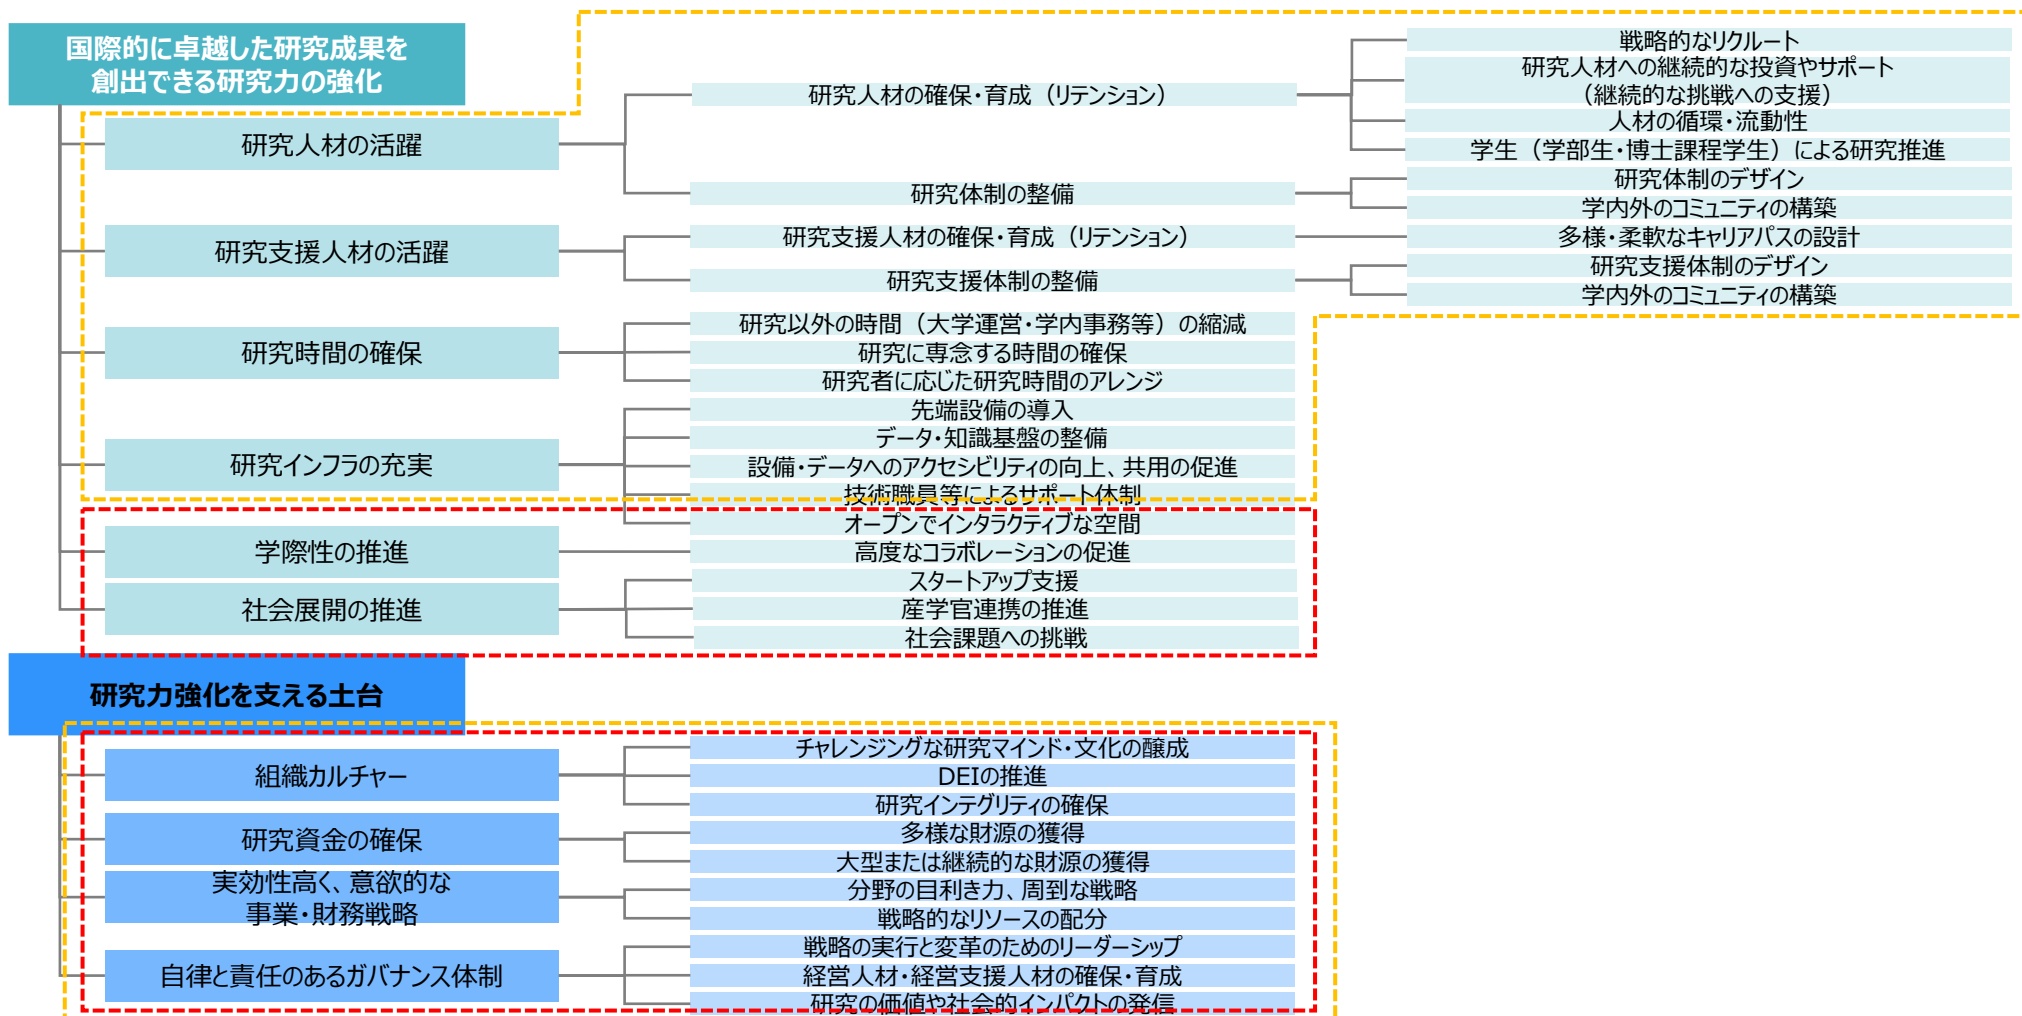 国際的に卓越した研究成果を
創出できる研究力の強化
研究人材の活躍
研究人材の確保・育成（リテンション）
戦略的なリクルート
研究人材への継続的な投資やサポート
（継続的な挑戦への支援）
人材の循環・流動性
学生（学部生・博士課程学生）による研究推進
研究体制の整備
研究体制のデザイン
学内外のコミュニティの構築
研究支援人材の活躍
研究支援人材の確保・育成（リテンション）
多様・柔軟なキャリアパスの設計
研究支援体制の整備
研究支援体制のデザイン
学内外のコミュニティの構築
研究時間の確保
研究以外の時間（大学運営・学内事務等）の縮減
研究に専念する時間の確保
研究者に応じた研究時間のアレンジ
研究インフラの充実
先端設備の導入
データ・知識基盤の整備
設備・データへのアクセシビリティの向上、共用の促進
技術職員等によるサポート体制
オープンでインタラクティブな空間
学際性の推進
高度なコラボレーションの促進
社会展開の推進
スタートアップ支援
産学官連携の推進
社会課題への挑戦
研究力強化を支える土台
組織カルチャー
チャレンジングな研究マインド・文化の醸成
DEIの推進
研究インテグリティの確保
研究資金の確保
多様な財源の獲得
大型または継続的な財源の獲得
実効性高く、意欲的な
事業・財務戦略
分野の目利き力、周到な戦略
戦略的なリソースの配分
自律と責任のあるガバナンス体制
戦略の実行と変革のためのリーダーシップ
経営人材・経営支援人材の確保・育成
研究の価値や社会的インパクトの発信